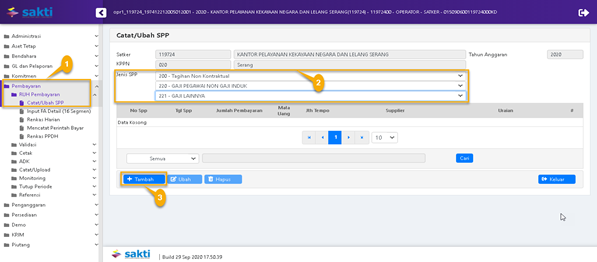 sakti
opr1_119724_197412312005012001 - 2020 - KANTOR PELAYANAN KEKAYAAN NEGARA DAN LELANG SERANG(119724) - 119724OO - OPERATOR - SATKER -
Administrasi
Aset Tetap
Bendahara
GL dan Pelaporan
Komitmen
Pembayaran
RUH Pembayaran
Catat/Ubah SPP
Input FA Detail (16 Segmen)
Rankas Harian
Mencatat Perintah Bayar
Rankas PPDH
Validasi
Cetak
ADK
Catat/Upload
Monitoring
Tutup Periode
Referensi
Penganggaran
Persediaan
Demo
KRIM
Piutang
1
Catat/Ubah SPP
Satker 119724 KANTOR PELAYANAN KEKAYAAN NEGARA DAN LELANG SERANG Tahun Anggaran 2020
KPPN 020 Serang
Jenis SPP 200 - Tagihan Non Kontraktual
220 - GAJI PEGAWAI NON GAJI INDUK
221 - GAJI LAINNYA
2
No Spp Tgl Spp Jumlah Pembayaran Mata Uang Jth Tempo Supplier Uraian #
Data kosong
« ‹ 1 › » 10
Semua Cari
+ Tambah Ubah Hapus Keluar
3
sakti | Build 29 Sep 2020 17:50:39